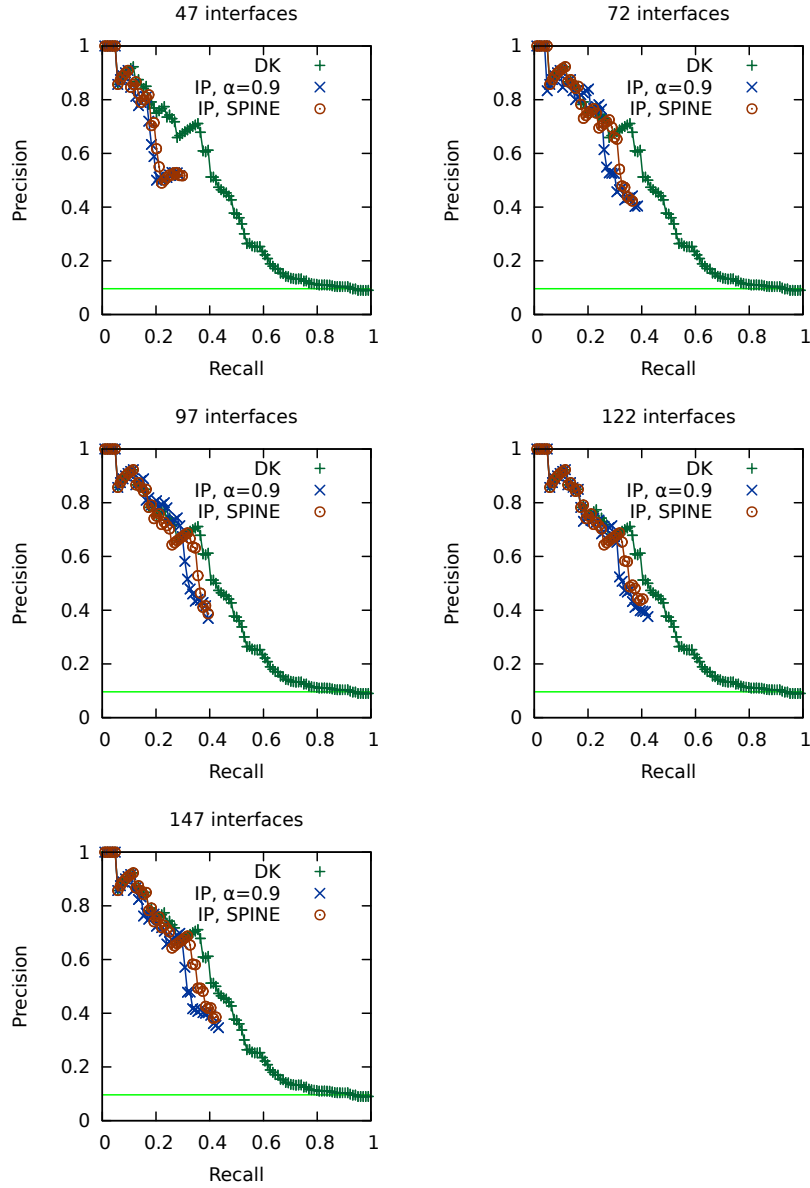 47 interfaces
1
0.8
0.6
0.4
0.2
0
Precision
DK
IP, α=0.9
IP, SPINE
0 0.2 0.4 0.6 0.8 1
Recall
72 interfaces
1
0.8
0.6
0.4
0.2
0
Precision
DK
IP, α=0.9
IP, SPINE
0 0.2 0.4 0.6 0.8 1
Recall
97 interfaces
1
0.8
0.6
0.4
0.2
0
Precision
DK
IP, α=0.9
IP, SPINE
0 0.2 0.4 0.6 0.8 1
Recall
122 interfaces
1
0.8
0.6
0.4
0.2
0
Precision
DK
IP, α=0.9
IP, SPINE
0 0.2 0.4 0.6 0.8 1
Recall
147 interfaces
1
0.8
0.6
0.4
0.2
0
Precision
DK
IP, α=0.9
IP, SPINE
0 0.2 0.4 0.6 0.8 1
Recall